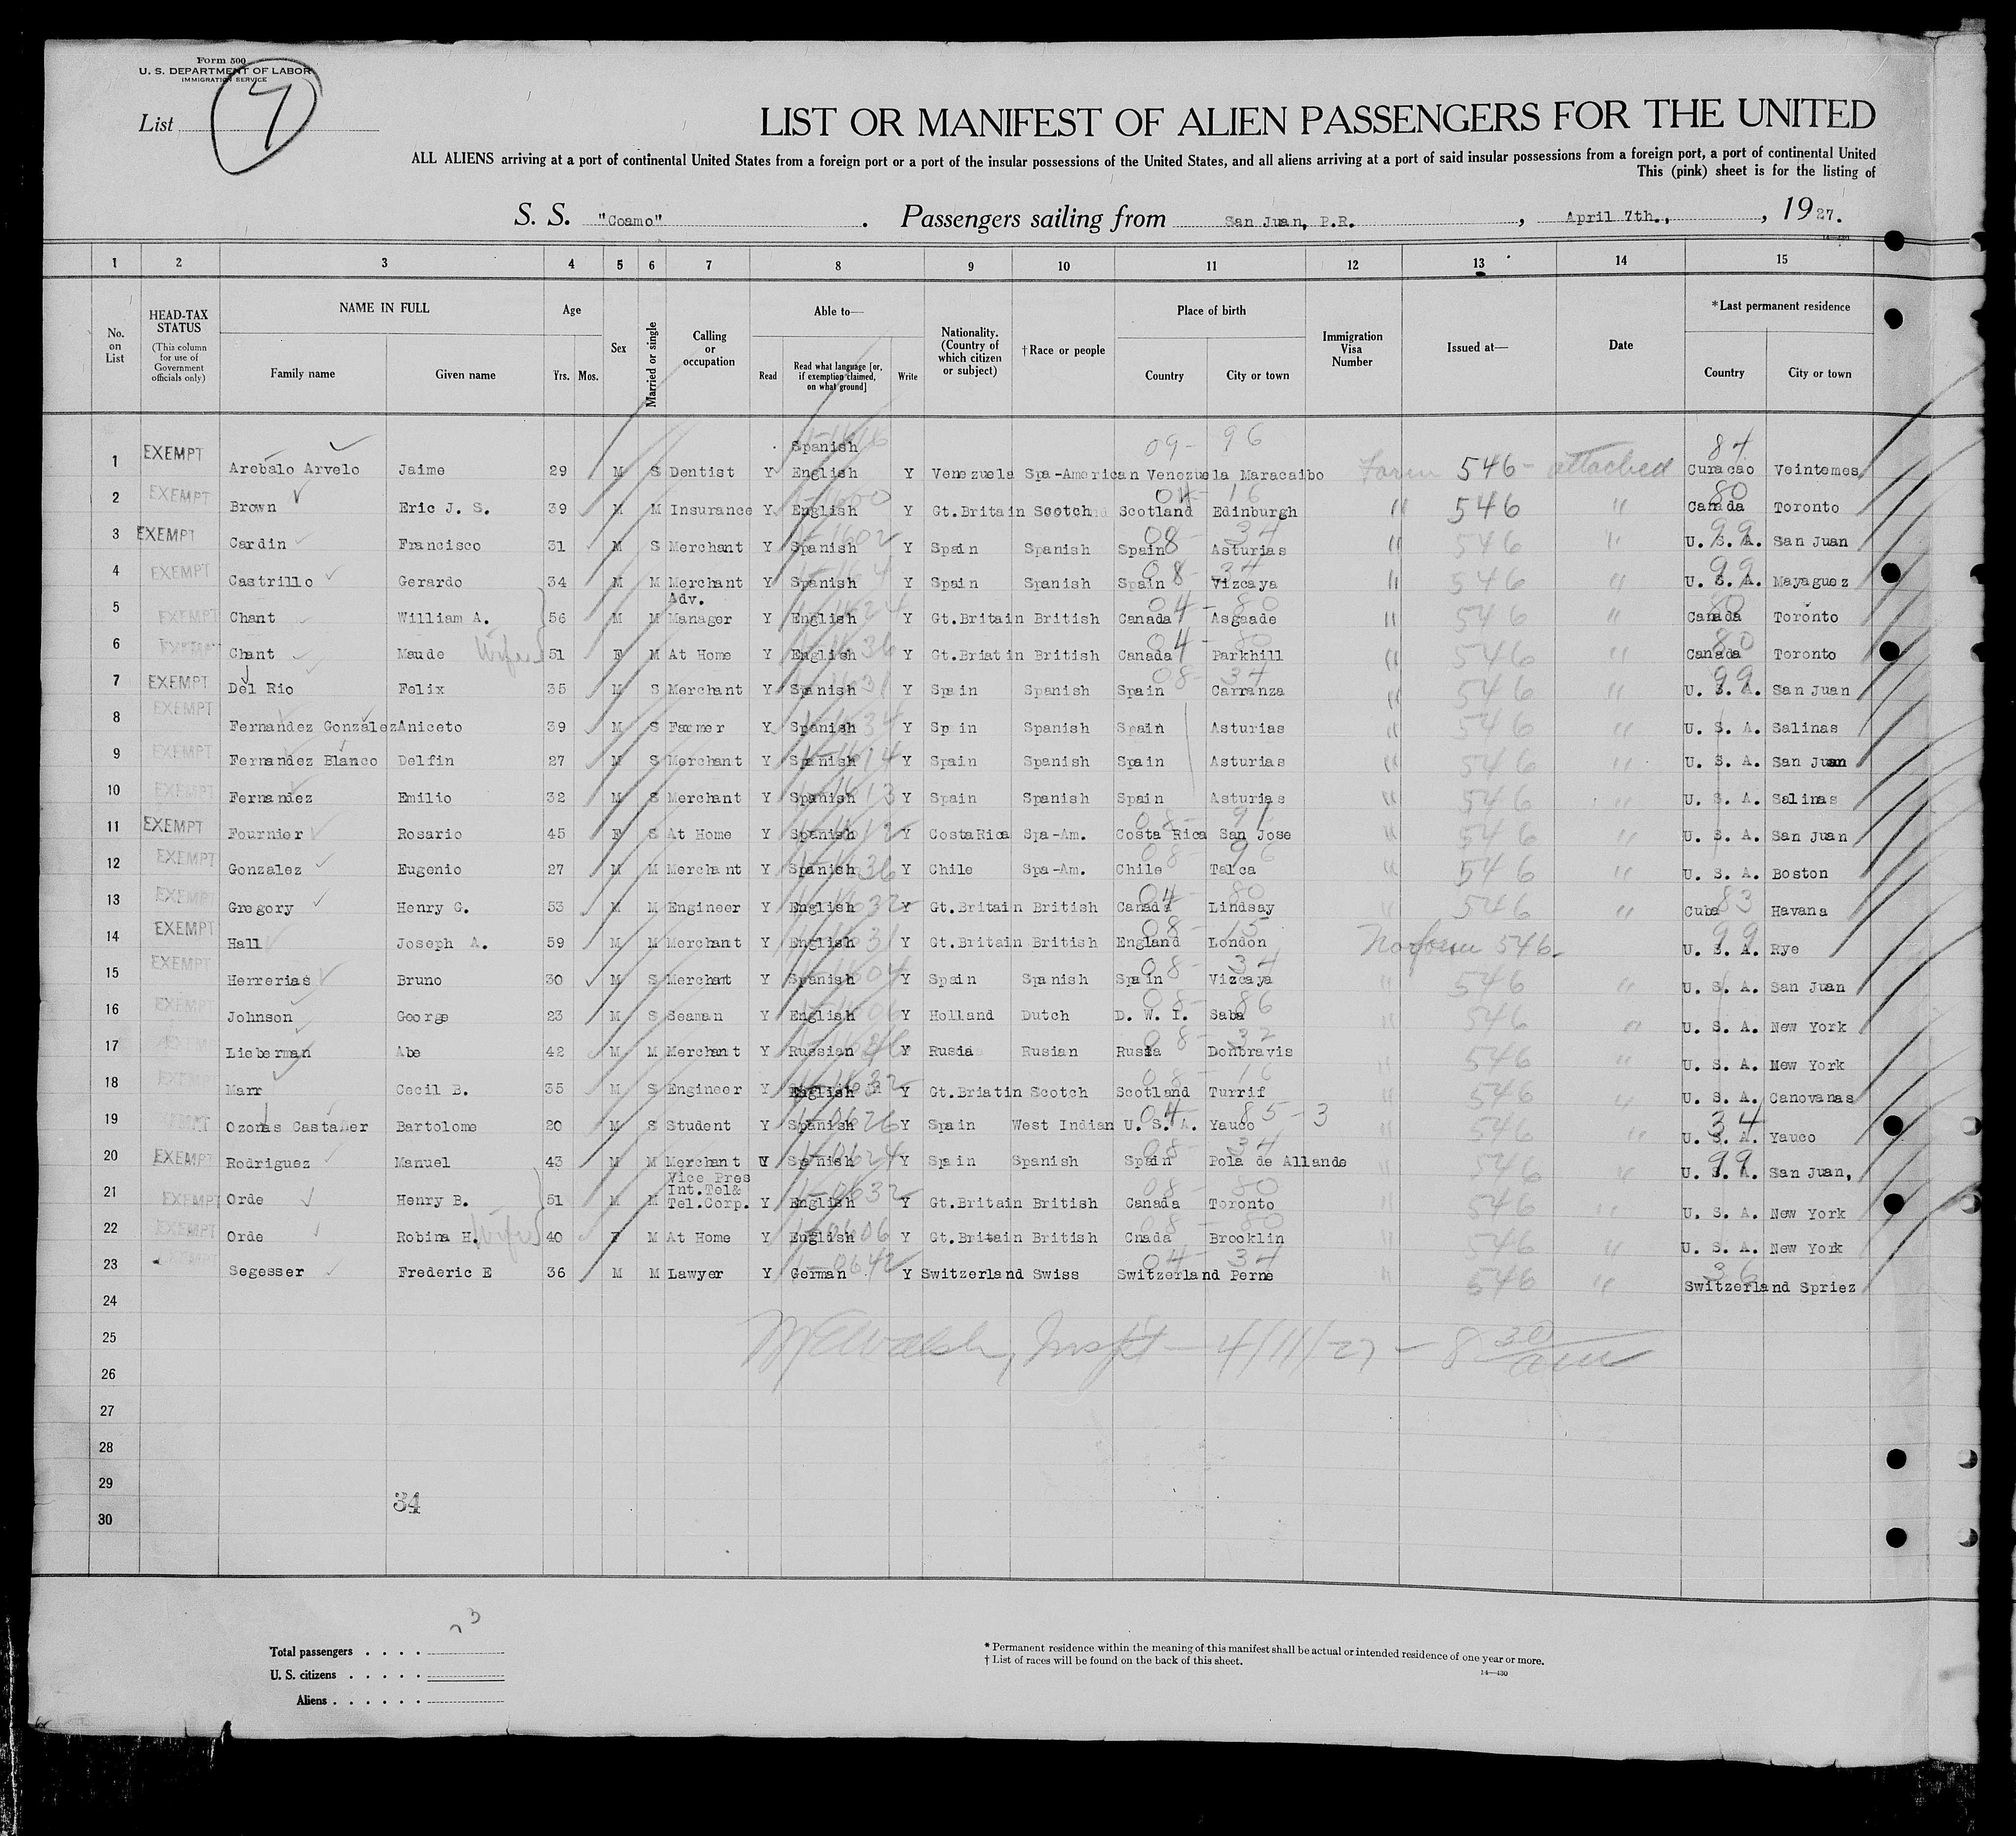 Form 500
U. S. DEPARTMENT OF LABOR
IMMIGRATION SERVICE
List 7
LIST OR MANIFEST OF ALIEN PASSENGERS FOR THE UNITED
ALL ALIENS arriving at a port of continental United States from a foreign port or a port of the insular possessions of the United States, and all aliens arriving at a port of said insular possessions from a foreign port, a port of continental United
This (pink) sheet is for the listing of
S. S. "Coamo". Passengers sailing from San Juan, P.R., April 7th., , 1927.
1 2 3 4 5 6 7 8 9 10 11 12 13 14 15
No. on List
HEAD-TAX STATUS (This column for use of Government officials only)
NAME IN FULL Family name Given name
Age Yrs. Mos.
Sex
Married or single
Calling or occupation
Able to— Read Read what language [or, if exemption claimed, on what ground] Write
Nationality. (Country of which citizen or subject)
†Race or people
Place of birth Country City or town
Immigration Visa Number
Issued at—
Date
*Last permanent residence Country City or town
Spanish 09- 96 84
1 EXEMPT Arebalo Arvelo Jaime 29 M S Dentist Y English Y Venezuela Spa-American Venezuela Maracaibo Form 546- attached Curacao Veintemes
2 EXEMPT Brown Eric J. S. 39 M M Insurance Y English Y Gt.Britain Scotch Scotland Edinburgh " 546 " Canada Toronto
3 EXEMPT Cardin Francisco 31 M S Merchant Y Spanish Y Spain Spanish Spain Asturias " 546 " U. S. A. San Juan
4 EXEMPT Castrillo Gerardo 34 M M Merchant Y Spanish Y Spain Spanish Spain Vizcaya " 546 " U. S. A. Mayaguez
Adv.
5 EXEMPT Chant William A. 56 M M Manager Y English Y Gt.Britain British Canada Asgaade " 546 " Canada Toronto
6 EXEMPT Chant Maude Wife 51 F M At Home Y English Y Gt.Briatin British Canada Parkhill " 546 " Canada Toronto
7 EXEMPT Del Rio Felix 35 M S Merchant Y Spanish Y Spain Spanish Spain Carranza " 546 " U. S. A. San Juan
8 EXEMPT Fernandez Gonzalez Aniceto 39 M S Farmer Y Spanish Y Spain Spanish Spain Asturias " 546 " U. S. A. Salinas
9 EXEMPT Fernandez Blanco Delfin 27 M S Merchant Y Spanish Y Spain Spanish Spain Asturias " 546 " U. S. A. San Juan
10 EXEMPT Fernandez Emilio 32 M S Merchant Y Spanish Y Spain Spanish Spain Asturias " 546 " U. S. A. Salinas
11 EXEMPT Fournier Rosario 45 F S At Home Y Spanish Y CostaRica Spa-Am. Costa Rica San Jose " 546 " U. S. A. San Juan
12 EXEMPT Gonzalez Eugenio 27 M M Merchant Y Spanish Y Chile Spa-Am. Chile Talca " 546 " U. S. A. Boston
13 EXEMPT Gregory Henry C. 53 M M Engineer Y English Y Gt.Britain British Canada Lindsay " 546 " Cuba Havana
14 EXEMPT Hall Joseph A. 59 M M Merchant Y English Y Gt.Britain British England London No form 546- U. S. A. Rye
15 EXEMPT Herrerias Bruno 30 M S Merchant Y Spanish Y Spain Spanish Spain Vizcaya " 546 " U. S. A. San Juan
16 EXEMPT Johnson George 23 M S Seaman Y English Y Holland Dutch D. W. I. Saba " 546 " U. S. A. New York
17 EXEMPT Lieberman Abe 42 M M Merchant Y Russian Y Rusia Rusian Rusia Donbravis " 546 " U. S. A. Mew York
18 EXEMPT Marr Cecil B. 35 M S Engineer Y English Y Gt.Briatin Scotch Scotland Turrif " 546 " U. S. A. Canovanas
19 EXEMPT Ozonas Castañer Bartolome 20 M S Student Y Spanish Y Spain West Indian U. S. A. Yauco " 546 " U. S. A. Yauco
20 EXEMPT Rodriguez Manuel 43 M M Merchant Y Spanish Y Spain Spanish Spain Pola de Allande " 546 " U. S. A. San Juan,
Vice Pres
Int.Tel&
21 EXEMPT Orde Henry B. 51 M M Tel.Corp. Y English Y Gt.Britain British Canada Toronto " 546 " U. S. A. New York
22 EXEMPT Orde Robina H. Wife 40 F M At Home Y English Y Gt.Britain British Cnada Brooklin " 546 " U. S. A. New York
23 EXEMPT Segesser Frederic E 36 M M Lawyer Y German Y Switzerland Swiss Switzerland Perne " 546 " Switzerland Spriez
24
25 Walsh, Inspt - 4/11/27 - 8 30 am
26
27
28
29
34
30
23
Total passengers
U. S. citizens
Aliens
* Permanent residence within the meaning of this manifest shall be actual or intended residence of one year or more.
† List of races will be found on the back of this sheet.
14—430